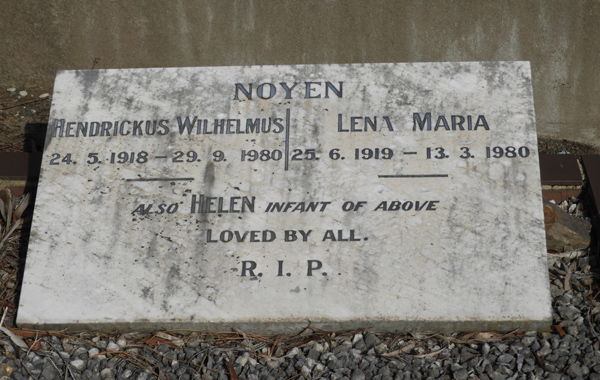 NOYEN
HENDRICKUS WILHELMUS
24. 5. 1918 – 29. 9. 1980
LENA MARIA
25. 6. 1919 – 13. 3. 1980
ALSO HELEN INFANT OF ABOVE
LOVED BY ALL.
R. I. P.